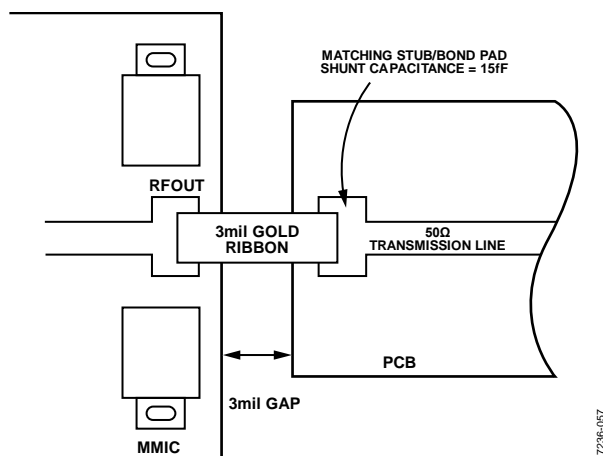 MATCHING STUB/BOND PAD
SHUNT CAPACITANCE = 15fF
RFOUT
3mil GOLD
RIBBON
50Ω
TRANSMISSION LINE
PCB
3mil GAP
MMIC
7236-057